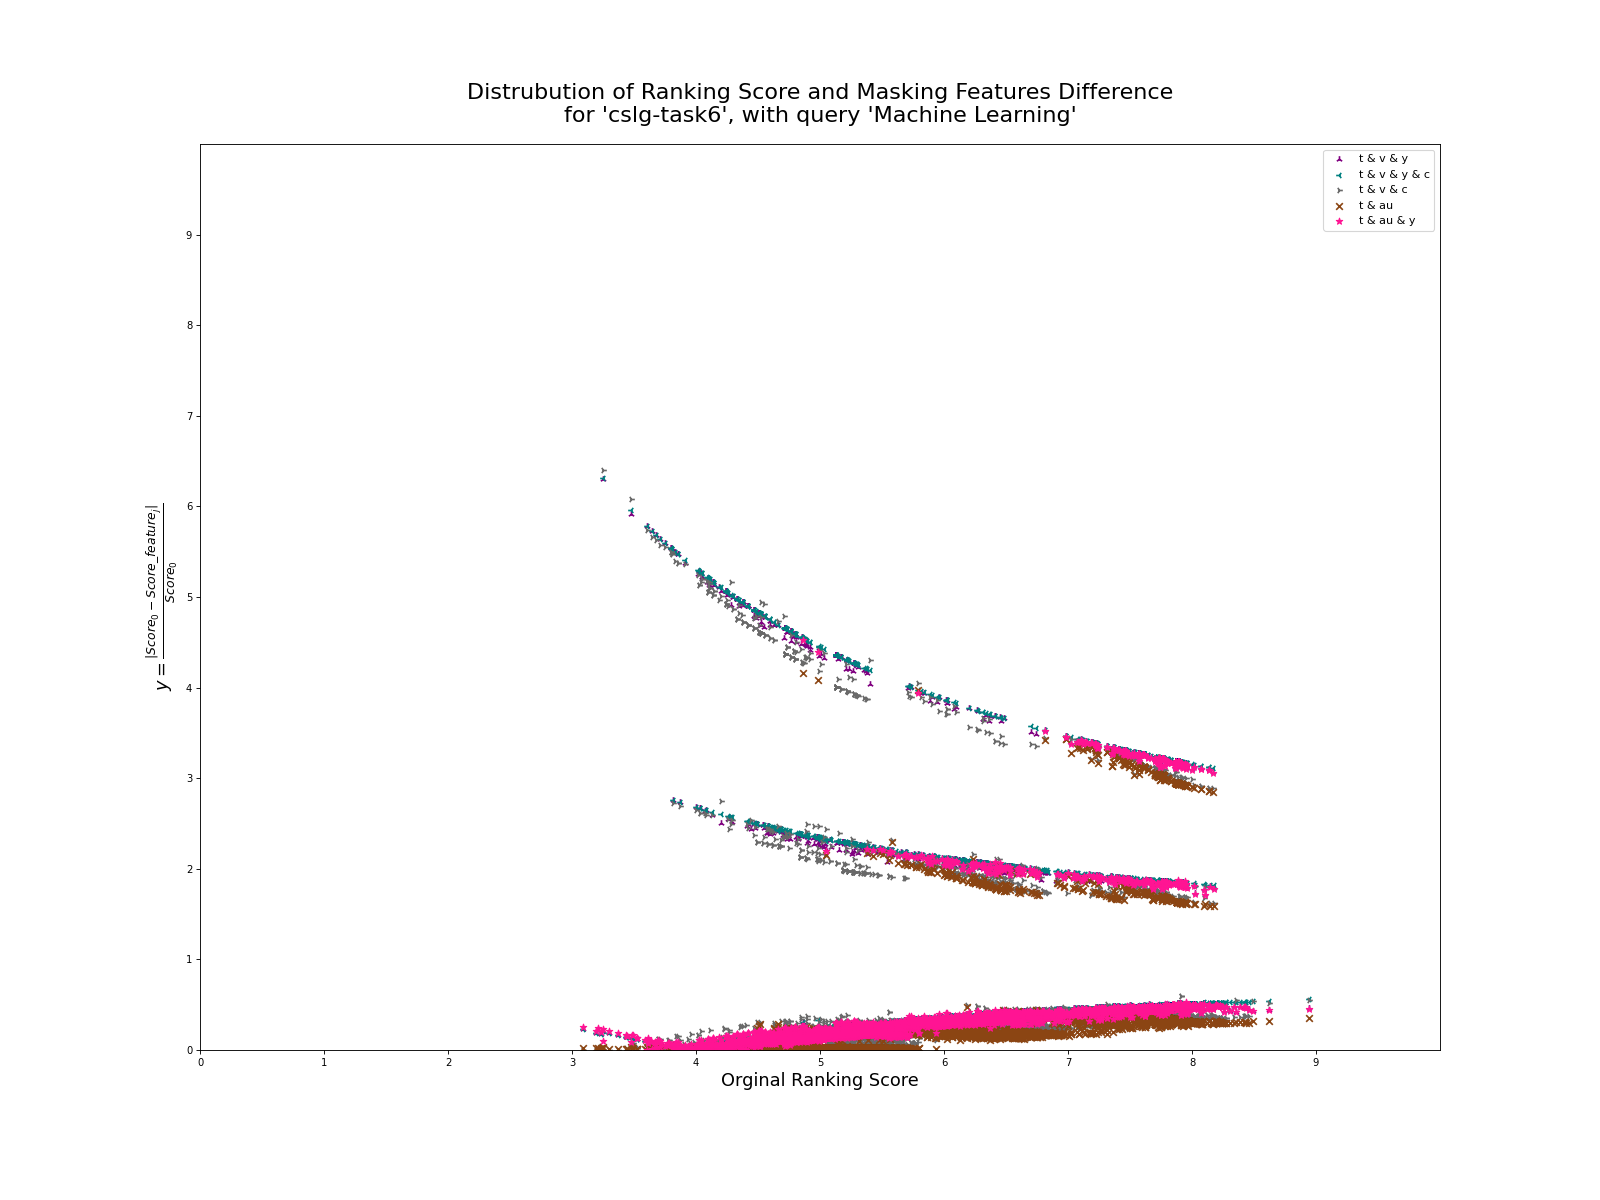 Distrubution of Ranking Score and Masking Features Difference
for 'cslg-task6', with query 'Machine Learning'
t & v & y
t & v & y & c
t & v & c
t & au
t & au & y
y = |Score_0 − Score_feature_j| / Score_0
9
8
7
6
5
4
3
2
1
0
0 1 2 3 4 5 6 7 8 9
Orginal Ranking Score